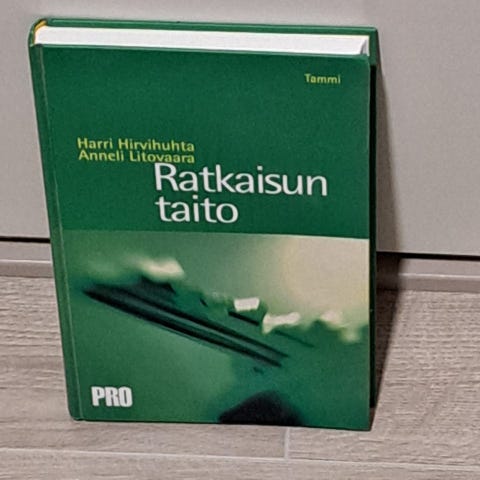 Tammi
Harri Hirvihuhta
Anneli Litovaara
Ratkaisun
taito
PRO